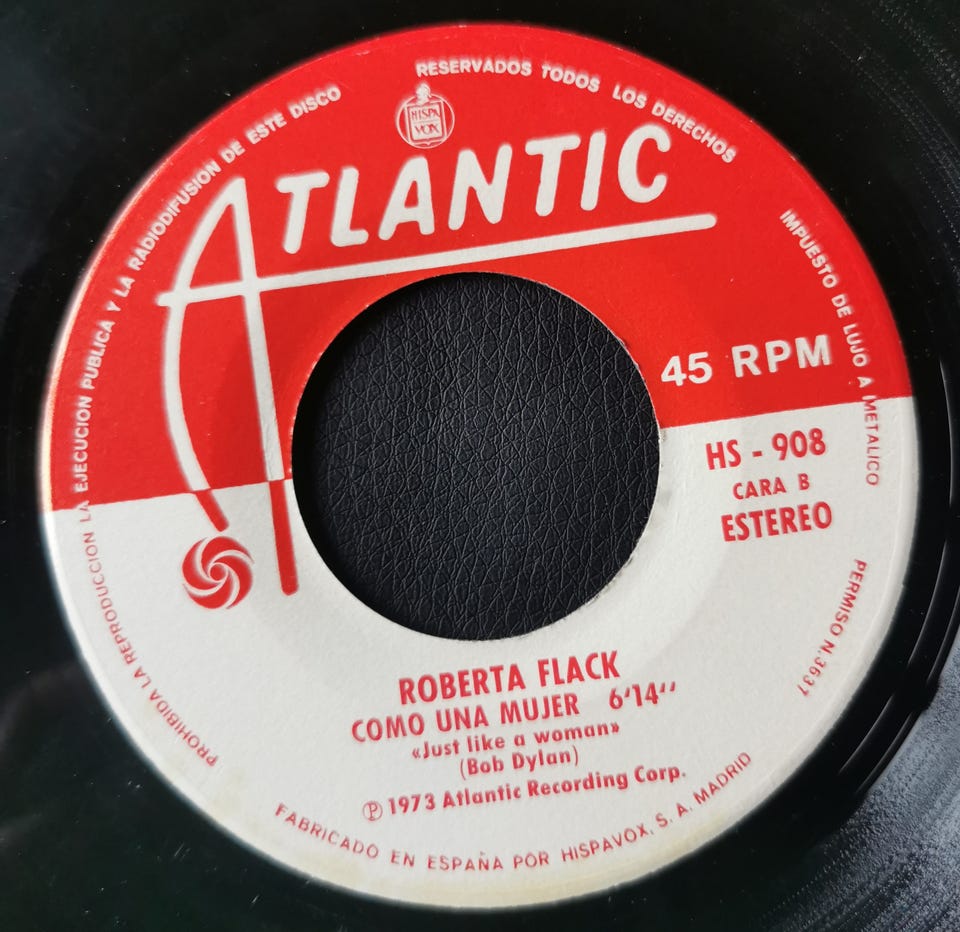 RESERVADOS TODOS LOS DERECHOS
HISPA
VOX
ATLANTIC
IMPUESTO DE LUJO A METALICO
45 RPM
HS - 908
CARA B
ESTEREO
PERMISO N.3637
ROBERTA FLACK
COMO UNA MUJER 6'14''
«Just like a woman»
(Bob Dylan)
℗ 1973 Atlantic Recording Corp.
FABRICADO EN ESPAÑA POR HISPAVOX, S. A. MADRID
PROHIBIDA LA REPRODUCCION LA EJECUCION PUBLICA Y LA RADIODIFUSION DE ESTE DISCO